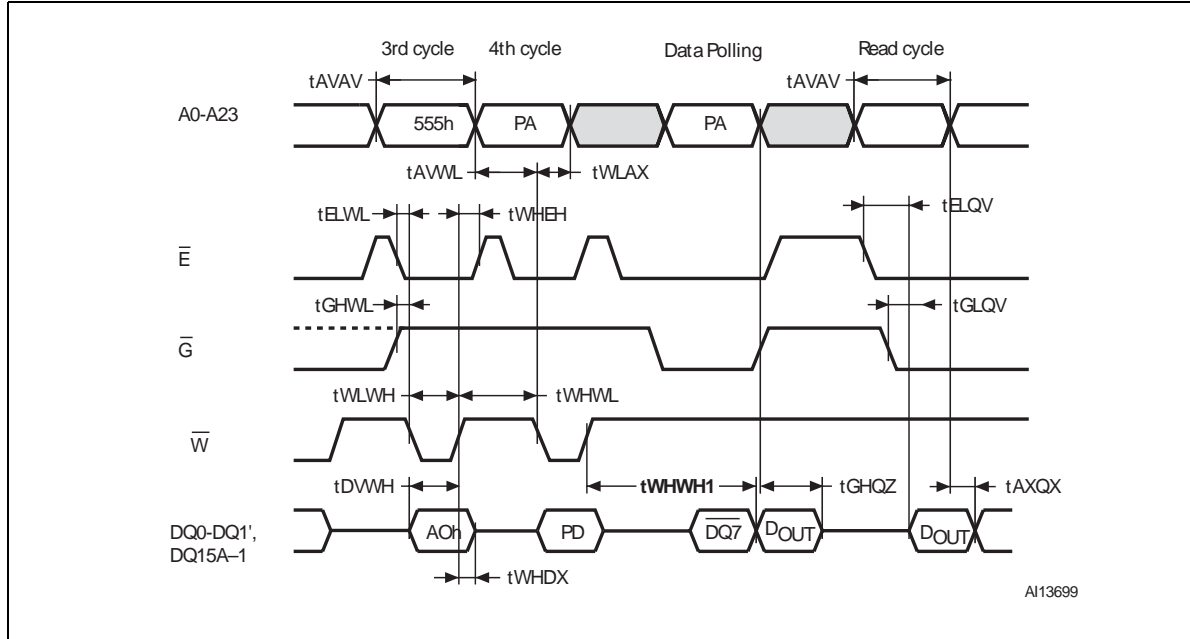 3rd cycle 4th cycle Data Polling Read cycle
tAVAV tAVAV
A0-A23 555h PA PA
tAVWL tWLAX
tELWL tWHEH tELQV
E
tGHWL tGLQV
G
tWLWH tWHWL
W
tDVWH tWHWH1 tGHQZ tAXQX
DQ0-DQ1', AOh PD DQ7 DOUT DOUT
DQ15A–1
tWHDX
AI13699